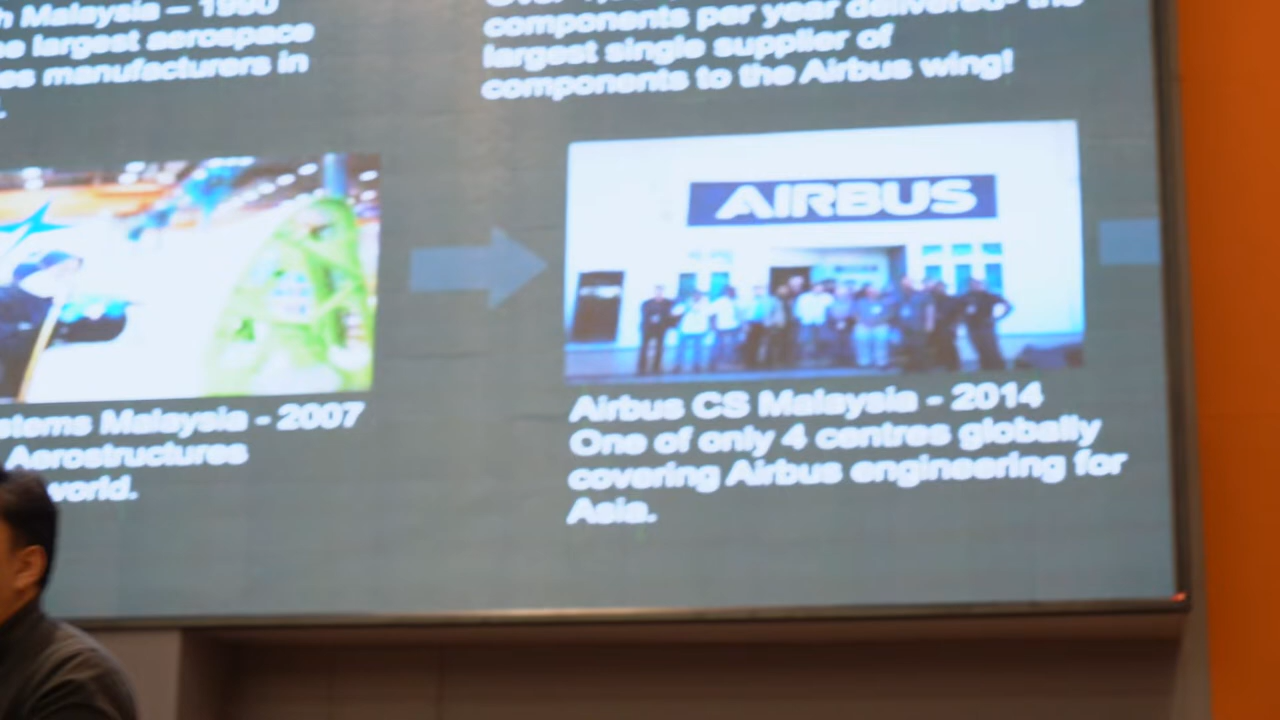 Malaysia – 1990
largest aerospace
manufacturers in
components per year delivered- the
largest single supplier of
components to the Airbus wing!
AIRBUS
Malaysia - 2007
Aerostructures
world.
Airbus CS Malaysia - 2014
One of only 4 centres globally
covering Airbus engineering for
Asia.